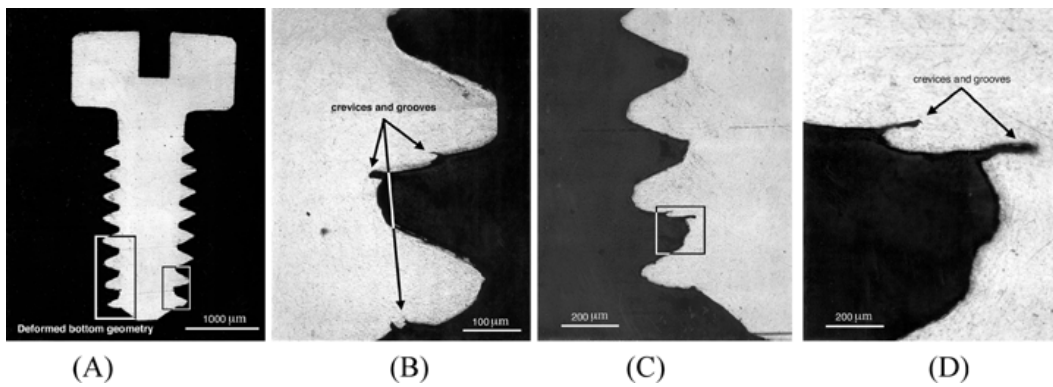 Deformed bottom geometry
1000 µm
crevices and grooves
100 µm
200 µm
crevices and grooves
200 µm
(A)
(B)
(C)
(D)